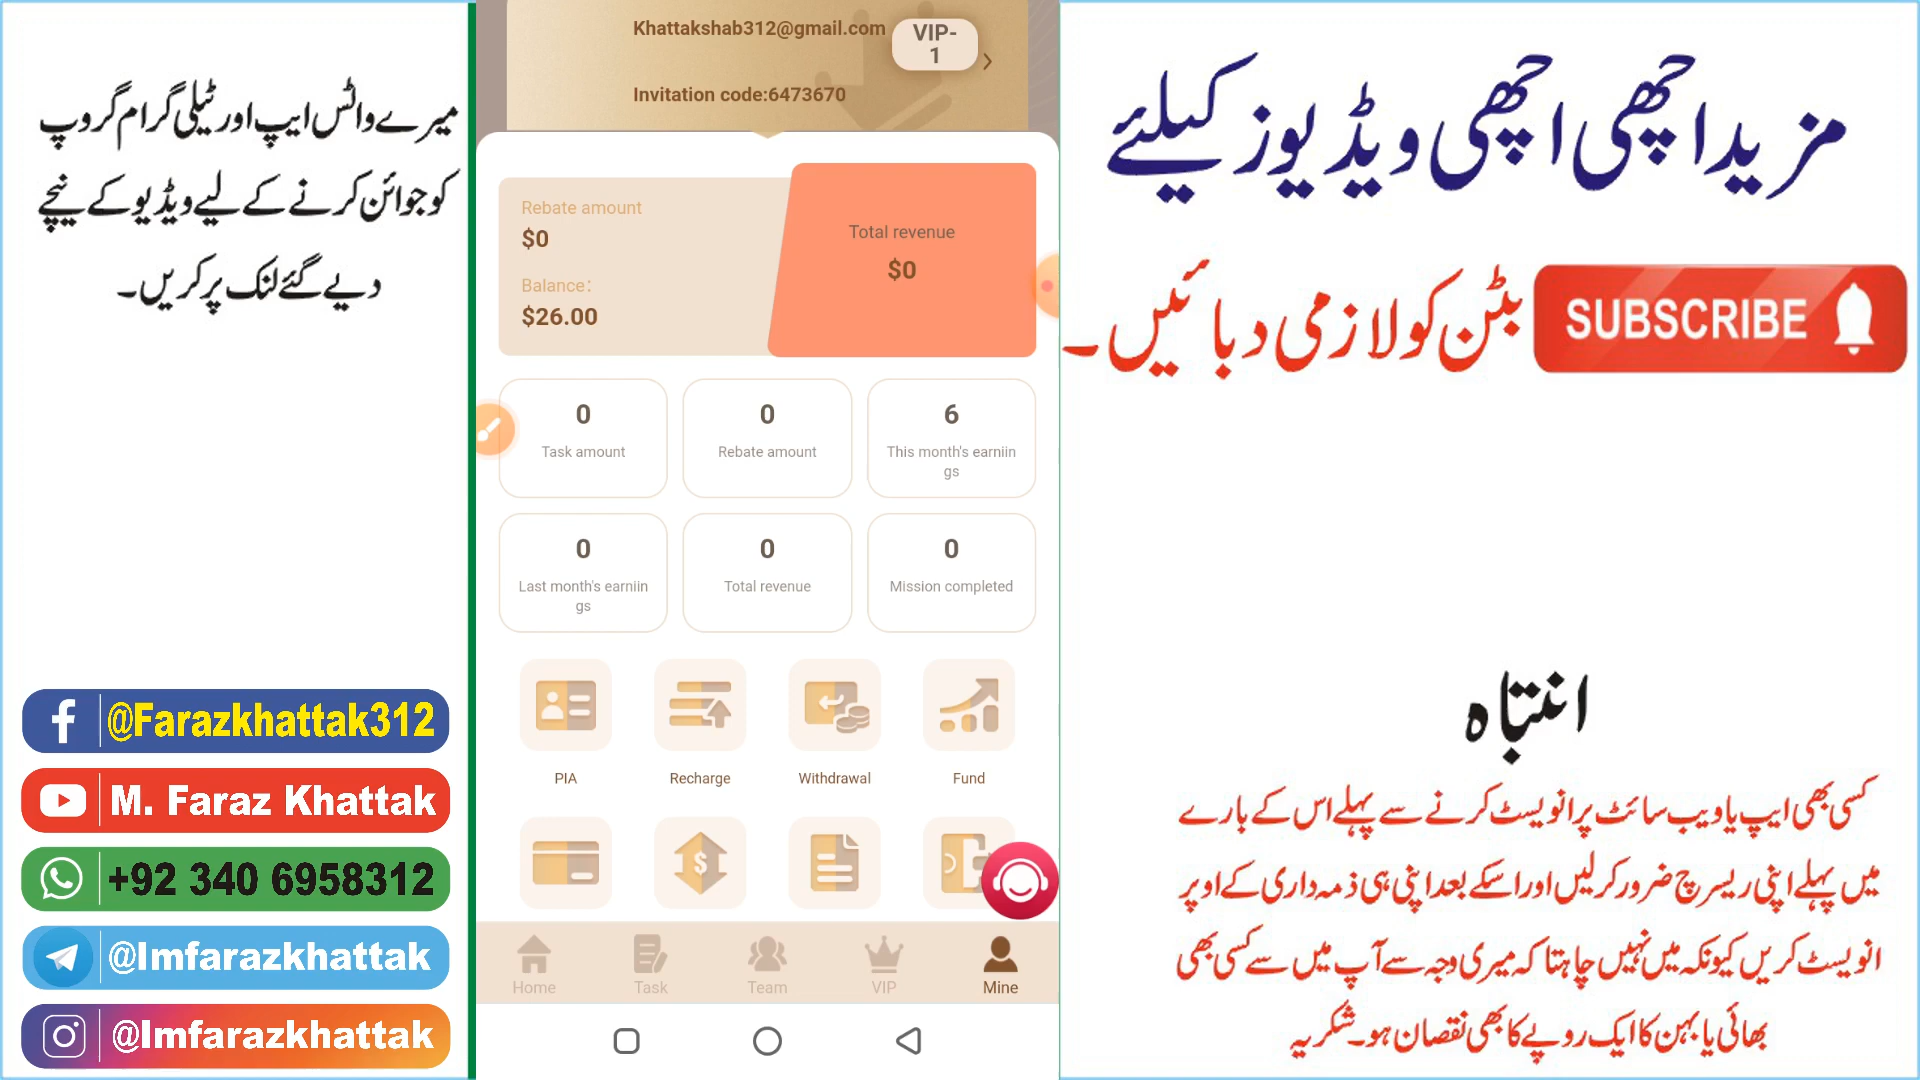 میرے واٹس ایپ اور ٹیلی گرام گروپ
کو جوائن کرنے کے لیے ویڈیو کے نیچے
دیے گئے لنک پر کریں۔
@Farazkhattak312
M. Faraz Khattak
+92 340 6958312
@Imfarazkhattak
@Imfarazkhattak
Khattakshab312@gmail.com
VIP-
1
Invitation code:6473670
Rebate amount
$0
Balance:
$26.00
Total revenue
$0
0
Task amount
0
Rebate amount
6
This month's earniin
gs
0
Last month's earniin
gs
0
Total revenue
0
Mission completed
PIA
Recharge
Withdrawal
Fund
Home
Task
Team
VIP
Mine
مزید اچھی اچھی ویڈیوز کیلئے
SUBSCRIBE بٹن کو لازمی دبائیں۔
انتباہ
کسی بھی ایپ یا ویب سائٹ پر انویسٹ کرنے سے پہلے اس کے بارے
میں پہلے اپنی ریسرچ ضرور کر لیں اور اسکے بعد اپنی ہی ذمہ داری کے اوپر
انویسٹ کریں کیونکہ میں نہیں چاہتا کہ میری وجہ سے آپ میں سے کسی بھی
بھائی یا بہن کا ایک روپے کا بھی نقصان ہو۔ شکریہ